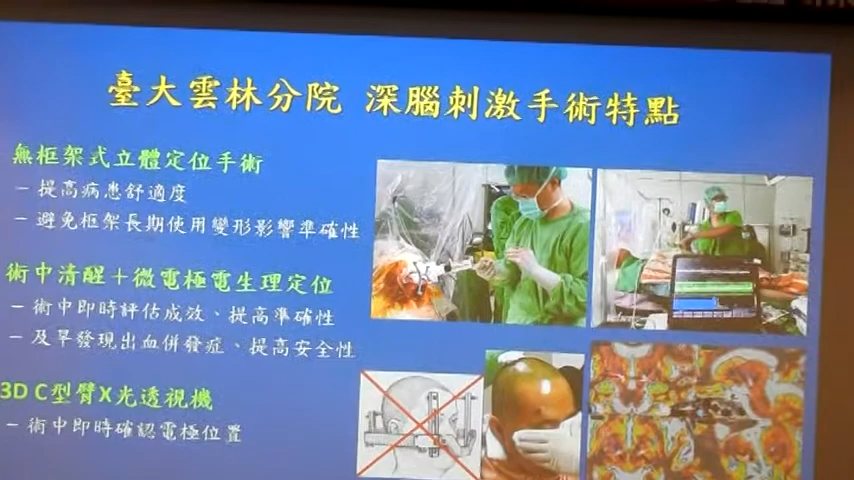 臺大雲林分院 深腦刺激手術特點
無框架式立體定位手術
– 提高病患舒適度
– 避免框架長期使用變形影響準確性
術中清醒＋微電極電生理定位
– 術中即時評估成效、提高準確性
– 及早發現出血併發症、提高安全性
3D C型臂X光透視機
– 術中即時確認電極位置